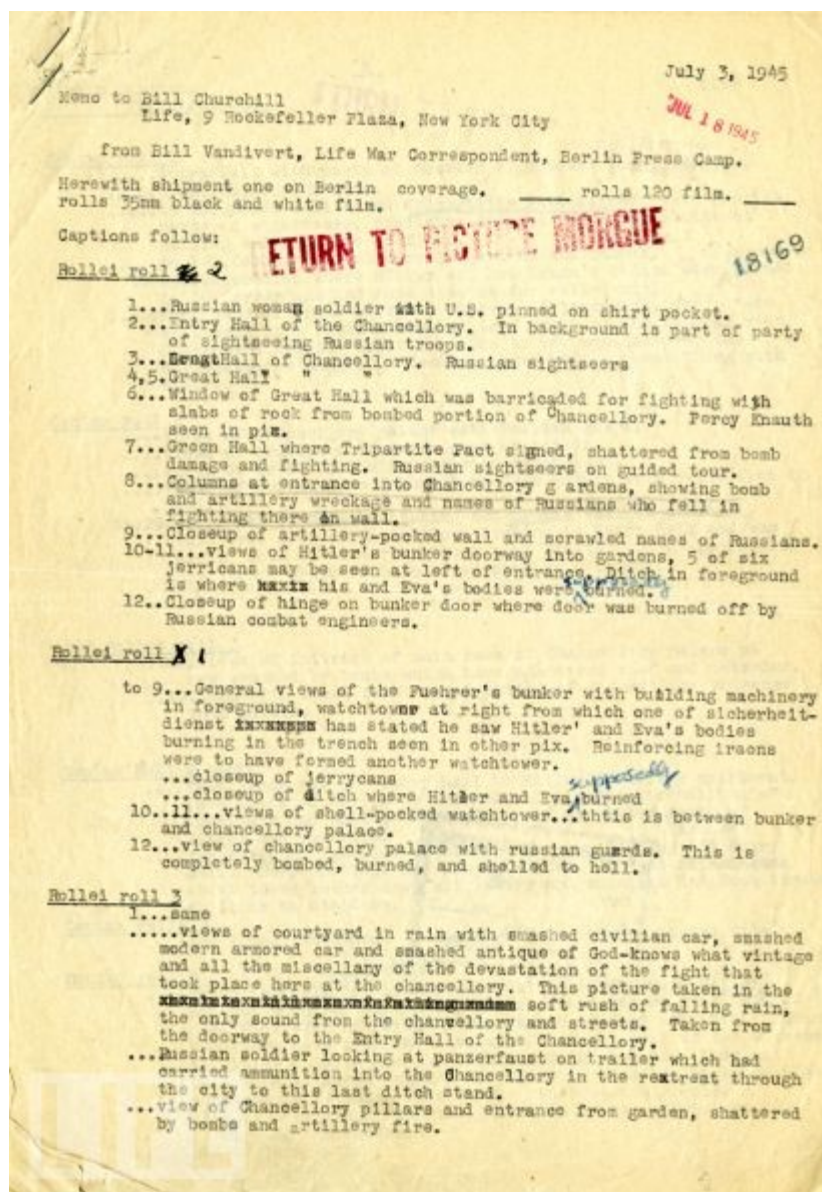 July 3, 1945
Memo to Bill Churchill
Life, 9 Rockefeller Plaza, New York City
JUL 18 1945
from Bill Vandivert, Life War Correspondent, Berlin Press Camp.
Herewith shipment one on Berlin coverage. _____ rolls 120 film. _____
rolls 35mm black and white film.
Captions follow:
RETURN TO PICTURE MORGUE
18169
Rollei roll 2
1...Russian woman soldier with U.S. pinned on shirt pocket.
2...Entry Hall of the Chancellory. In background is part of party
of sightseeing Russian troops.
3...GreatHall of Chancellory. Russian sightseers
4,5.Great Hall " "
6...Window of Great Hall which was barricaded for fighting with
slabs of rock from bombed portion of Chancellory. Percy Knauth
seen in pix.
7...Green Hall where Tripartite Pact signed, shattered from bomb
damage and fighting. Russian sightseers on guided tour.
8...Columns at entrance into Chancellory g ardens, showing bomb
and artillery wreckage and names of Russians who fell in
fighting there on wall.
9...Closeup of artillery-pocked wall and scrawled names of Russians.
10-11...views of Hitler's bunker doorway into gardens, 5 of six
jerricans may be seen at left of entrance. Ditch in foreground
is where his and Eva's bodies were supposedly burned.
12..Closeup of hinge on bunker door where door was burned off by
Russian combat engineers.
Rollei roll 1
to 9...General views of the Fuehrer's bunker with building machinery
in foreground, watchtower at right from which one of sicherheit-
dienst has stated he saw Hitler' and Eva's bodies
burning in the trench seen in other pix. Reinforcing iraons
were to have formed another watchtower.
...closeup of jerrycans
...closeup of ditch where Hitler and Eva supposedly burned
10..11...views of shell-pocked watchtower...thtis is between bunker
and chancellory palace.
12...view of chancellory palace with russian guards. This is
completely bombed, burned, and shelled to hell.
Rollei roll 3
1...same
.....views of courtyard in rain with smashed civilian car, smashed
modern armored car and smashed antique of God-knows what vintage
and all the miscellany of the devastation of the fight that
took place here at the chancellory. This picture taken in the
soft rush of falling rain,
the only sound from the chancellory and streets. Taken from
the doorway to the Entry Hall of the Chancellory.
...Russian soldier looking at panzerfaust on trailer which had
carried ammunition into the Chancellory in the reatreat through
the city to this last ditch stand.
...view of Chancellory pillars and entrance from garden, shattered
by bombs and artillery fire.
LIFE